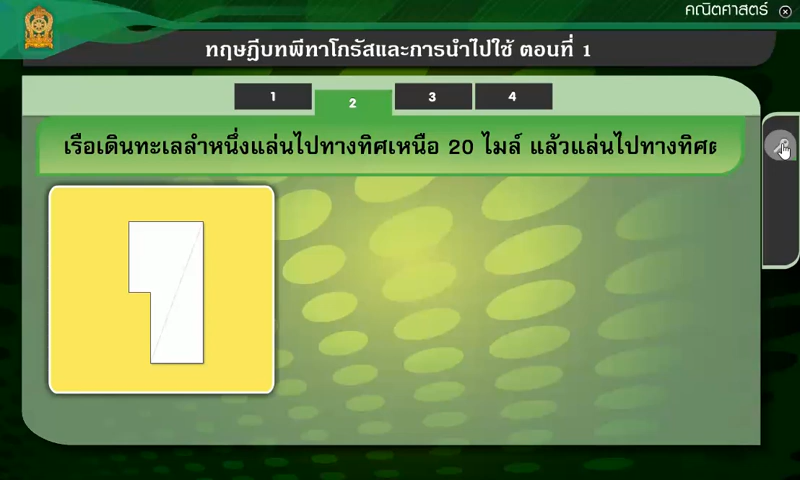 คณิตศาสตร์
ทฤษฎีบทพีทาโกรัสและการนำไปใช้ ตอนที่ 1
1 2 3 4
เรือเดินทะเลลำหนึ่งแล่นไปทางทิศเหนือ 20 ไมล์ แล้วแล่นไปทางทิศต